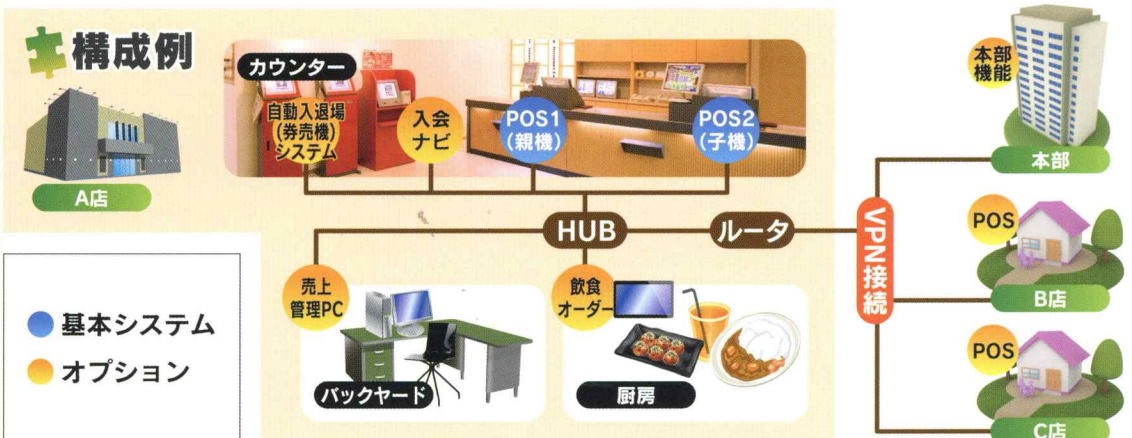 構成例
A店
カウンター
自動入退場
(券売機)
システム
入会
ナビ
POS1
(親機)
POS2
(子機)
HUB
ルータ
VPN接続
売上
管理PC
バックヤード
飲食
オーダー
厨房
本部
機能
本部
POS
B店
POS
C店
基本システム
オプション